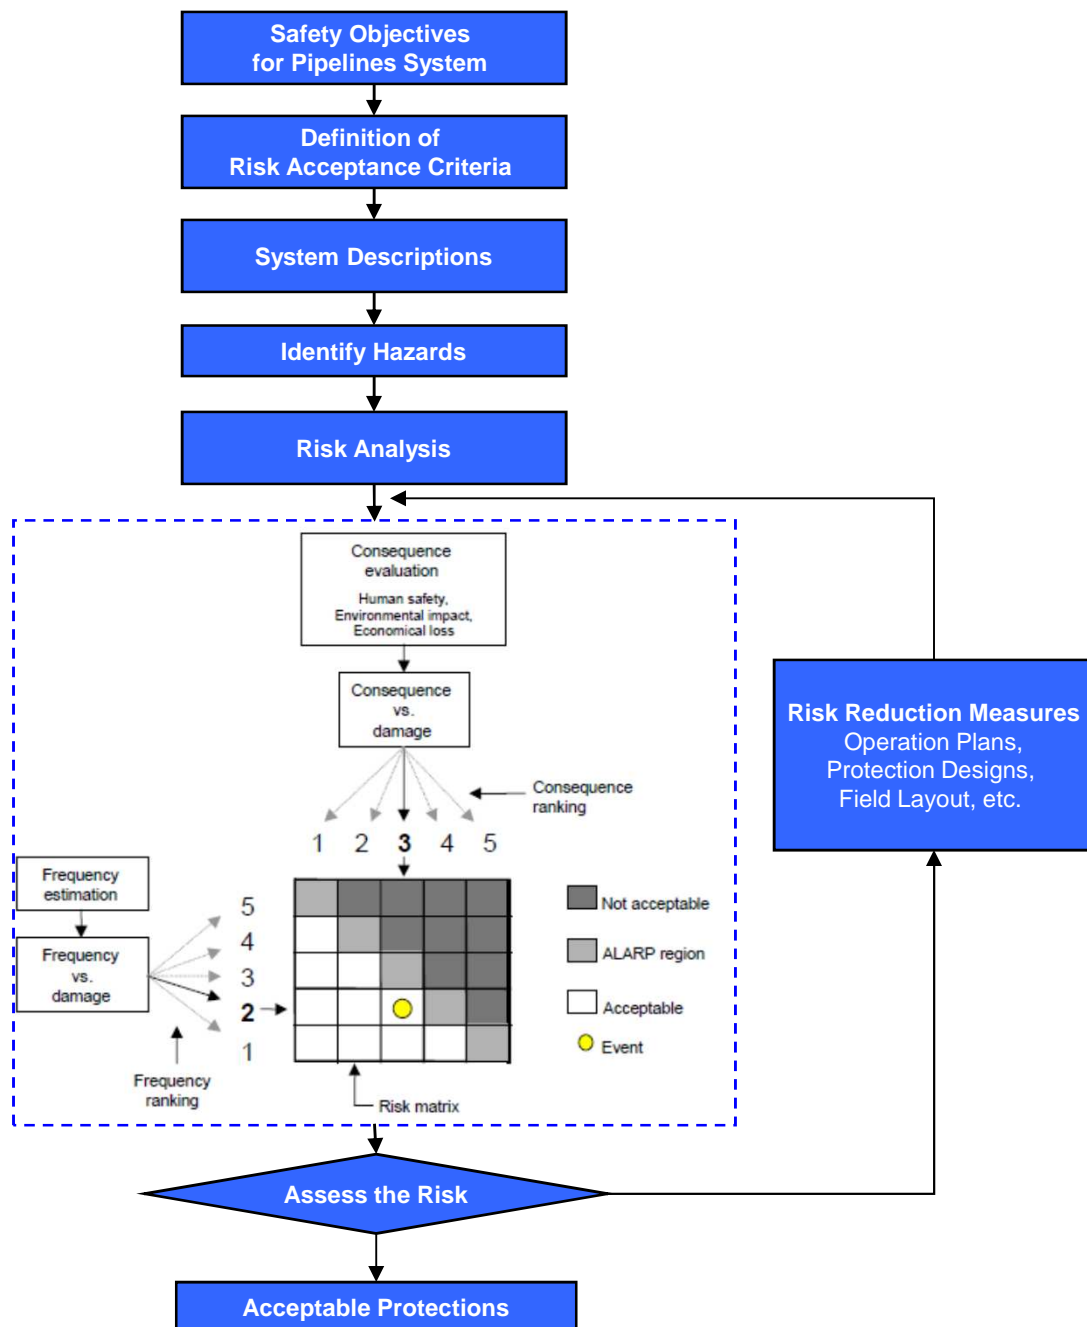 Safety Objectives
for Pipelines System
Definition of
Risk Acceptance Criteria
System Descriptions
Identify Hazards
Risk Analysis
Consequence
evaluation
Human safety,
Environmental impact,
Economical loss
Consequence
vs.
damage
Consequence
ranking
1 2 3 4 5
Frequency
estimation
Frequency
vs.
damage
5
4
3
2
1
Frequency
ranking
Risk matrix
Not acceptable
ALARP region
Acceptable
Event
Risk Reduction Measures
Operation Plans,
Protection Designs,
Field Layout, etc.
Assess the Risk
Acceptable Protections